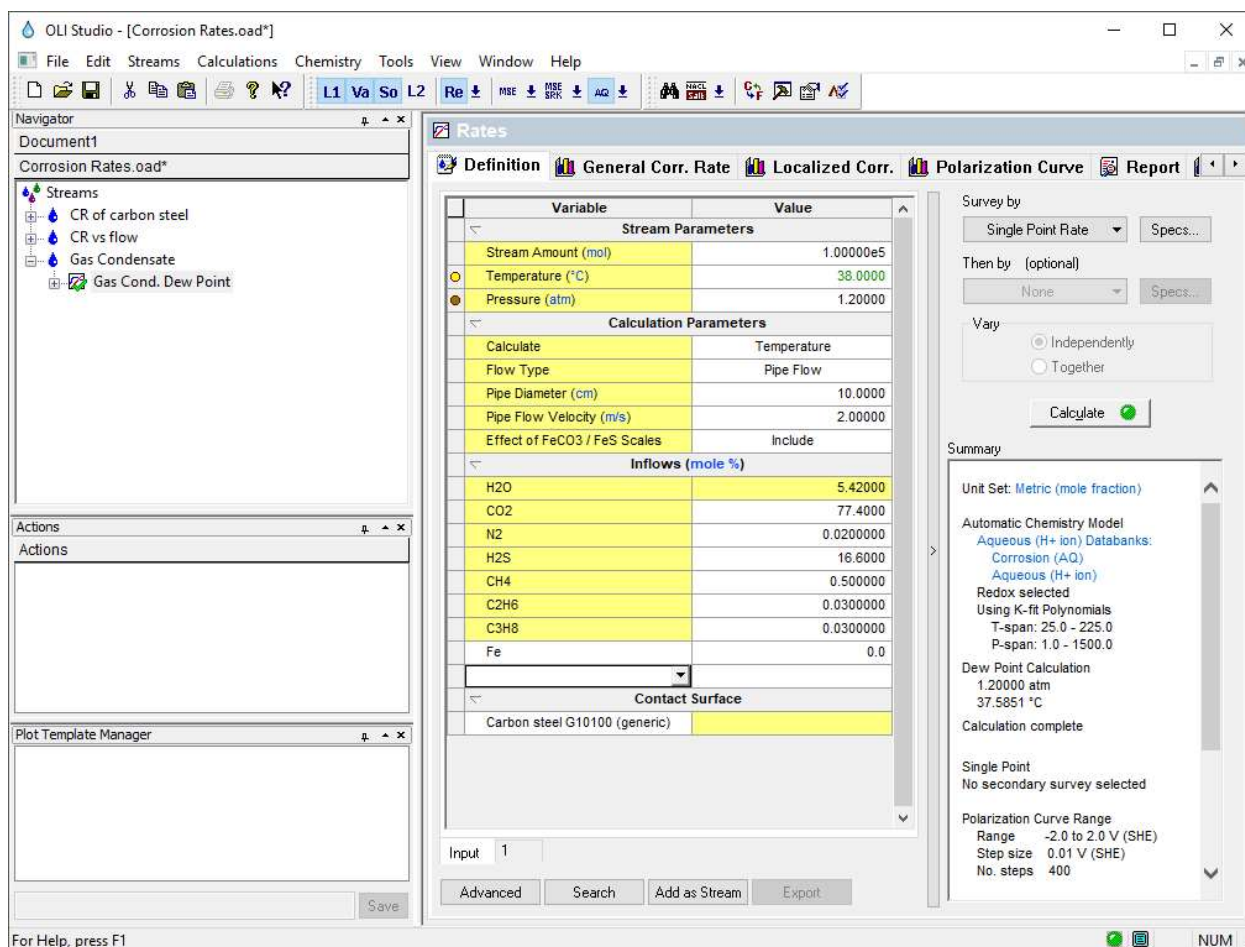 OLI Studio - [Corrosion Rates.oad*]
File Edit Streams Calculations Chemistry Tools View Window Help
L1 Va So L2 Re MSE MSE SRK AQ NACL Salt C F
Navigator
Document1
Corrosion Rates.oad*
Streams
CR of carbon steel
CR vs flow
Gas Condensate
Gas Cond. Dew Point
Actions
Actions
Plot Template Manager
Save
Rates
Definition General Corr. Rate Localized Corr. Polarization Curve Report
Variable Value
Stream Parameters
Stream Amount (mol) 1.00000e5
Temperature (°C) 38.0000
Pressure (atm) 1.20000
Calculation Parameters
Calculate Temperature
Flow Type Pipe Flow
Pipe Diameter (cm) 10.0000
Pipe Flow Velocity (m/s) 2.00000
Effect of FeCO3 / FeS Scales Include
Inflows (mole %)
H2O 5.42000
CO2 77.4000
N2 0.0200000
H2S 16.6000
CH4 0.500000
C2H6 0.0300000
C3H8 0.0300000
Fe 0.0
Contact Surface
Carbon steel G10100 (generic)
Input 1
Advanced Search Add as Stream Export
Survey by
Single Point Rate Specs...
Then by (optional)
None Specs...
Vary
Independently
Together
Calculate
Summary
Unit Set: Metric (mole fraction)
Automatic Chemistry Model
Aqueous (H+ ion) Databanks:
Corrosion (AQ)
Aqueous (H+ ion)
Redox selected
Using K-fit Polynomials
T-span: 25.0 - 225.0
P-span: 1.0 - 1500.0
Dew Point Calculation
1.20000 atm
37.5851 °C
Calculation complete
Single Point
No secondary survey selected
Polarization Curve Range
Range -2.0 to 2.0 V (SHE)
Step size 0.01 V (SHE)
No. steps 400
For Help, press F1
NUM